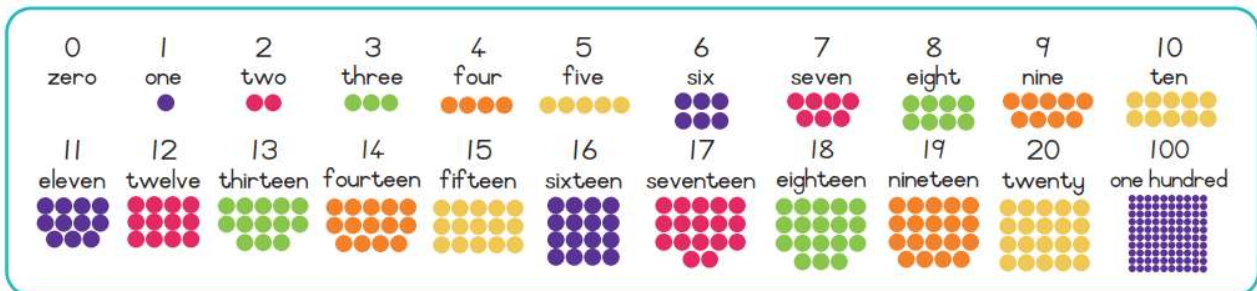 0 1 2 3 4 5 6 7 8 9 10
zero one two three four five six seven eight nine ten
11 12 13 14 15 16 17 18 19 20 100
eleven twelve thirteen fourteen fifteen sixteen seventeen eighteen nineteen twenty one hundred